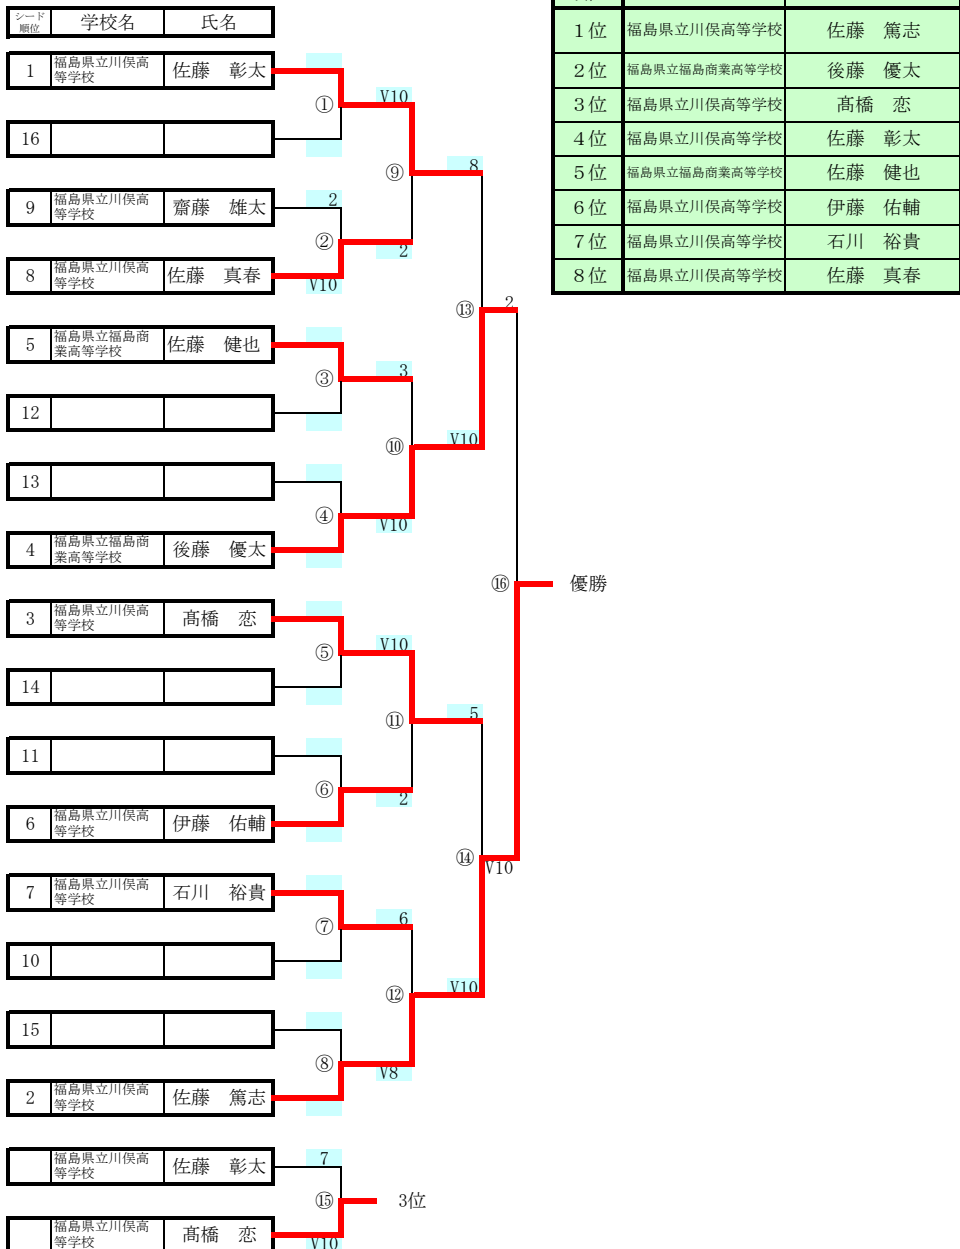 シード
順位
学校名
氏名
1
福島県立川俣高
等学校
佐藤　彰太
①
V10
16
⑨
8
9
福島県立川俣高
等学校
齋藤　雄太
2
②
2
8
福島県立川俣高
等学校
佐藤　真春
V10
⑬
2
5
福島県立福島商
業高等学校
佐藤　健也
③
3
12
⑩
V10
13
④
V10
4
福島県立福島商
業高等学校
後藤　優太
⑯
優勝
3
福島県立川俣高
等学校
髙橋　恋
⑤
V10
14
⑪
5
11
⑥
2
6
福島県立川俣高
等学校
伊藤　佑輔
⑭
V10
7
福島県立川俣高
等学校
石川　裕貴
⑦
6
10
⑫
V10
15
⑧
V8
2
福島県立川俣高
等学校
佐藤　篤志
福島県立川俣高
等学校
佐藤　彰太
7
⑮
3位
福島県立川俣高
等学校
髙橋　恋
V10
1位 福島県立川俣高等学校 佐藤　篤志
2位 福島県立福島商業高等学校 後藤　優太
3位 福島県立川俣高等学校 髙橋　恋
4位 福島県立川俣高等学校 佐藤　彰太
5位 福島県立福島商業高等学校 佐藤　健也
6位 福島県立川俣高等学校 伊藤　佑輔
7位 福島県立川俣高等学校 石川　裕貴
8位 福島県立川俣高等学校 佐藤　真春